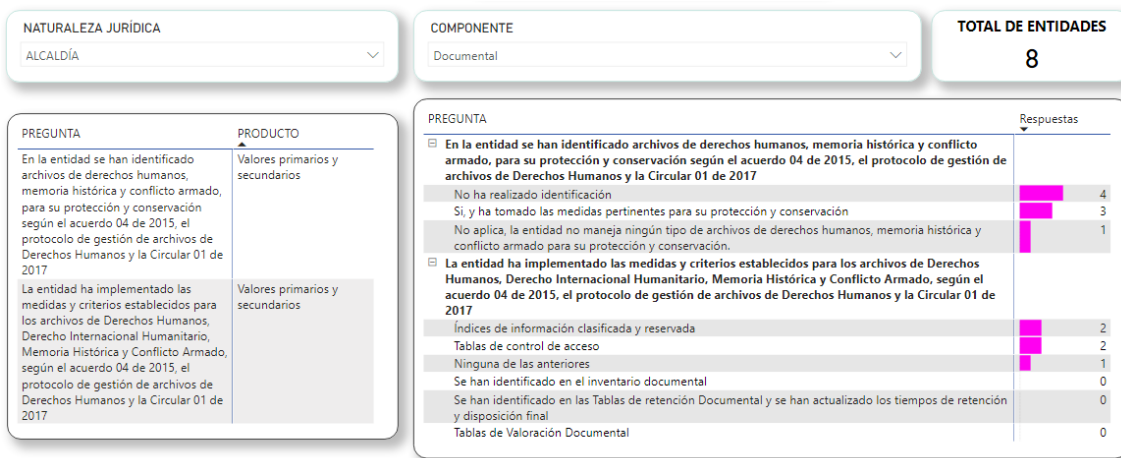 NATURALEZA JURÍDICA
ALCALDÍA
COMPONENTE
Documental
TOTAL DE ENTIDADES
8
PREGUNTA PRODUCTO
En la entidad se han identificado Valores primarios y
archivos de derechos humanos, secundarios
memoria histórica y conflicto armado,
para su protección y conservación
según el acuerdo 04 de 2015, el
protocolo de gestión de archivos de
Derechos Humanos y la Circular 01 de
2017
La entidad ha implementado las Valores primarios y
medidas y criterios establecidos para secundarios
los archivos de Derechos Humanos,
Derecho Internacional Humanitario,
Memoria Histórica y Conflicto Armado,
según el acuerdo 04 de 2015, el
protocolo de gestión de archivos de
Derechos Humanos y la Circular 01 de
2017
PREGUNTA Respuestas
En la entidad se han identificado archivos de derechos humanos, memoria histórica y conflicto
armado, para su protección y conservación según el acuerdo 04 de 2015, el protocolo de gestión de
archivos de Derechos Humanos y la Circular 01 de 2017
No ha realizado identificación 4
Si, y ha tomado las medidas pertinentes para su protección y conservación 3
No aplica, la entidad no maneja ningún tipo de archivos de derechos humanos, memoria histórica y 1
conflicto armado para su protección y conservación.
La entidad ha implementado las medidas y criterios establecidos para los archivos de Derechos
Humanos, Derecho Internacional Humanitario, Memoria Histórica y Conflicto Armado, según el
acuerdo 04 de 2015, el protocolo de gestión de archivos de Derechos Humanos y la Circular 01 de
2017
Índices de información clasificada y reservada 2
Tablas de control de acceso 2
Ninguna de las anteriores 1
Se han identificado en el inventario documental 0
Se han identificado en las Tablas de retención Documental y se han actualizado los tiempos de retención 0
y disposición final
Tablas de Valoración Documental 0